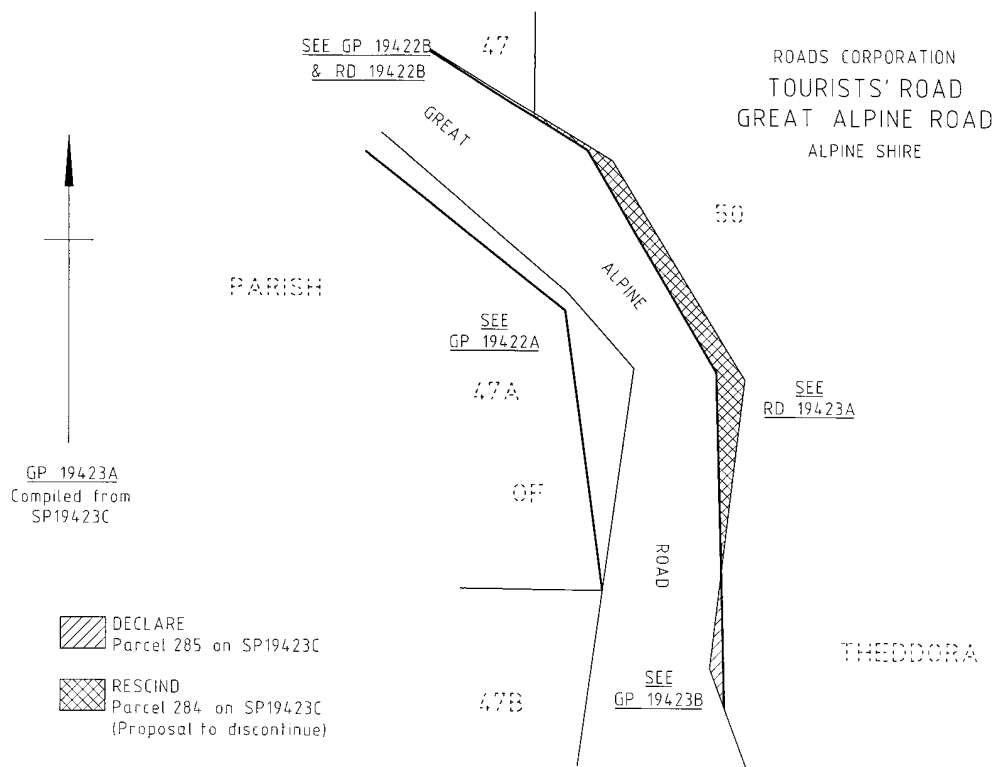 SEE GP 19422B
& RD 19422B
47
ROADS CORPORATION
TOURISTS' ROAD
GREAT ALPINE ROAD
ALPINE SHIRE
GREAT
50
ALPINE
PARISH
SEE
GP 19422A
47A
SEE
RD 19423A
GP 19423A
Compiled from
SP19423C
OF
ROAD
DECLARE
Parcel 285 on SP19423C
THEDDORA
RESCIND
Parcel 284 on SP19423C
(Proposal to discontinue)
47B
SEE
GP 19423B